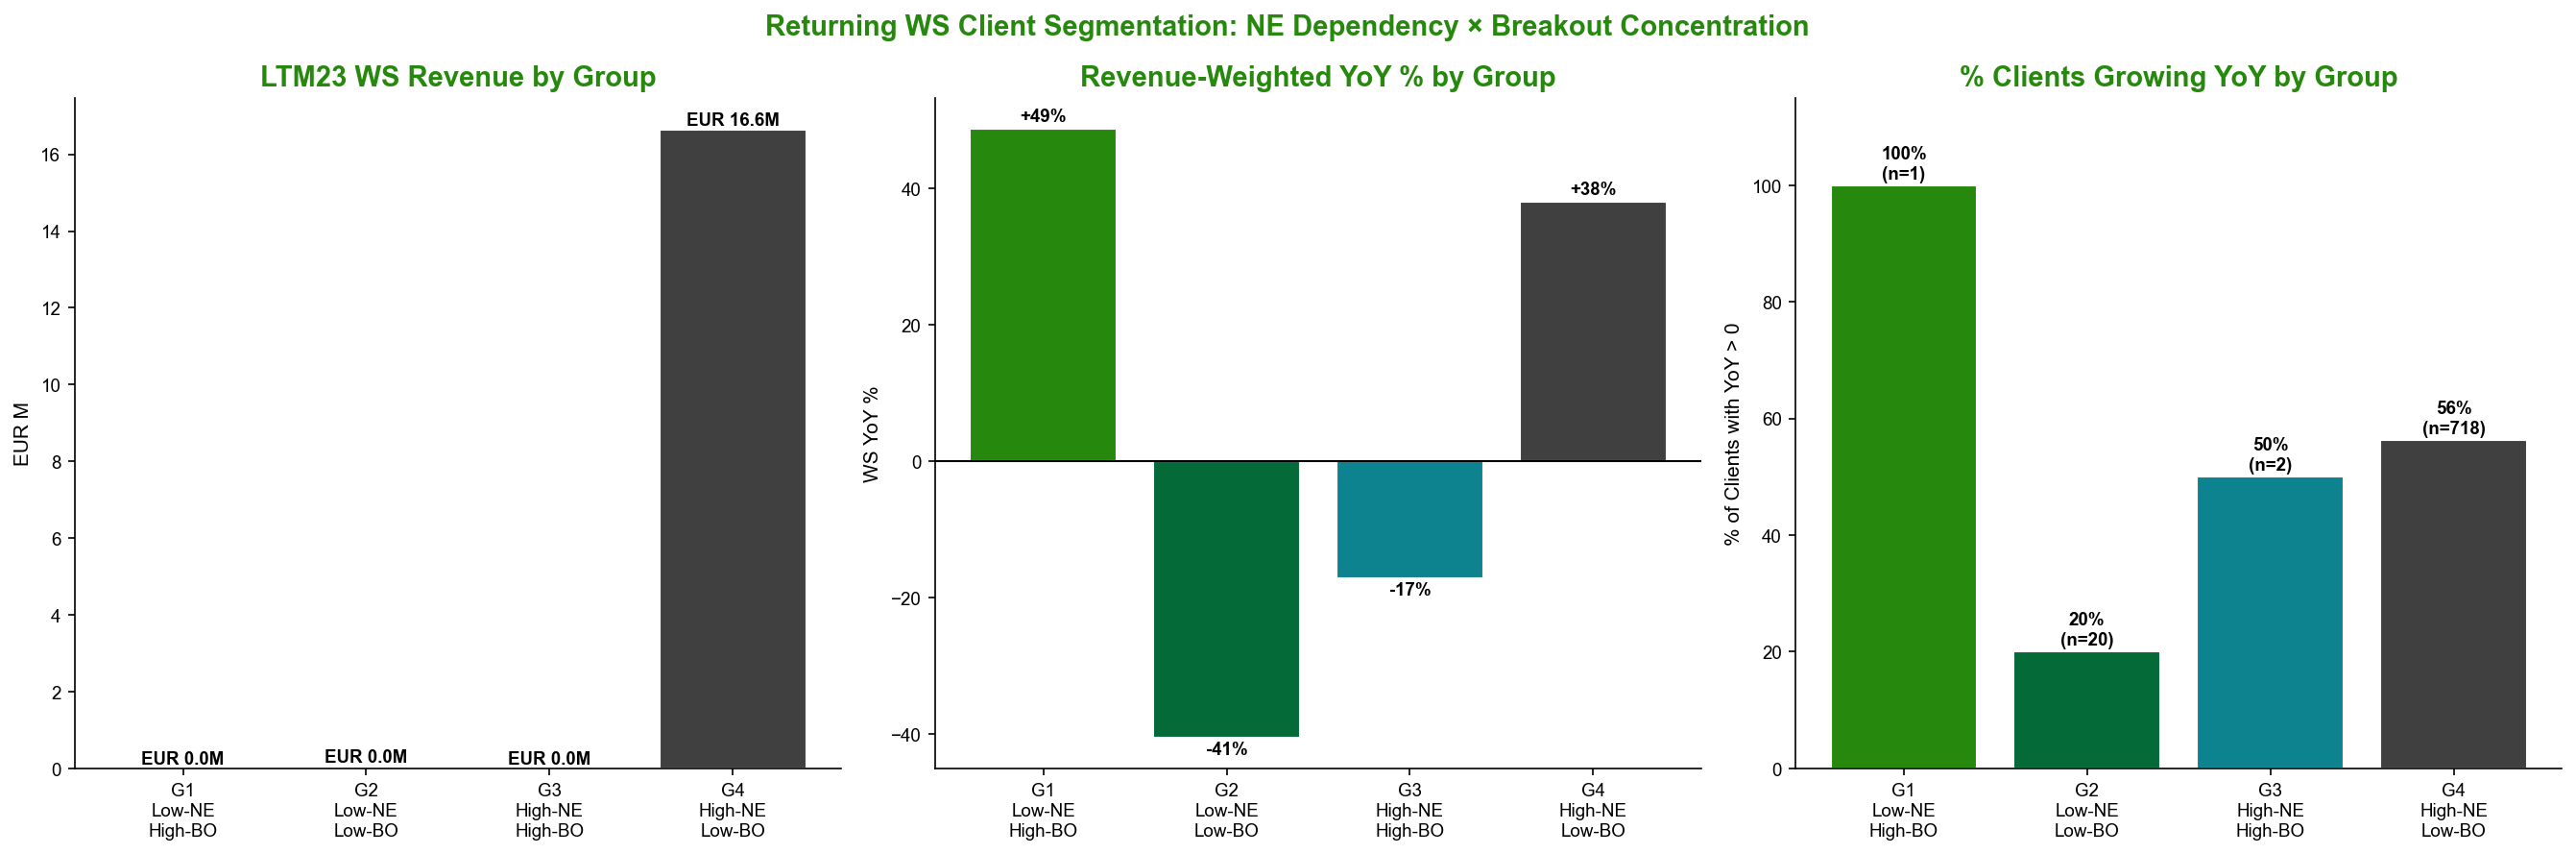 Returning WS Client Segmentation: NE Dependency × Breakout Concentration
LTM23 WS Revenue by Group
EUR M
16
14
12
10
8
6
4
2
0
EUR 0.0M
EUR 0.0M
EUR 0.0M
EUR 16.6M
G1
Low-NE
High-BO
G2
Low-NE
Low-BO
G3
High-NE
High-BO
G4
High-NE
Low-BO
Revenue-Weighted YoY % by Group
WS YoY %
40
20
0
−20
−40
+49%
-41%
-17%
+38%
G1
Low-NE
High-BO
G2
Low-NE
Low-BO
G3
High-NE
High-BO
G4
High-NE
Low-BO
% Clients Growing YoY by Group
% of Clients with YoY > 0
100
80
60
40
20
0
100%
(n=1)
20%
(n=20)
50%
(n=2)
56%
(n=718)
G1
Low-NE
High-BO
G2
Low-NE
Low-BO
G3
High-NE
High-BO
G4
High-NE
Low-BO